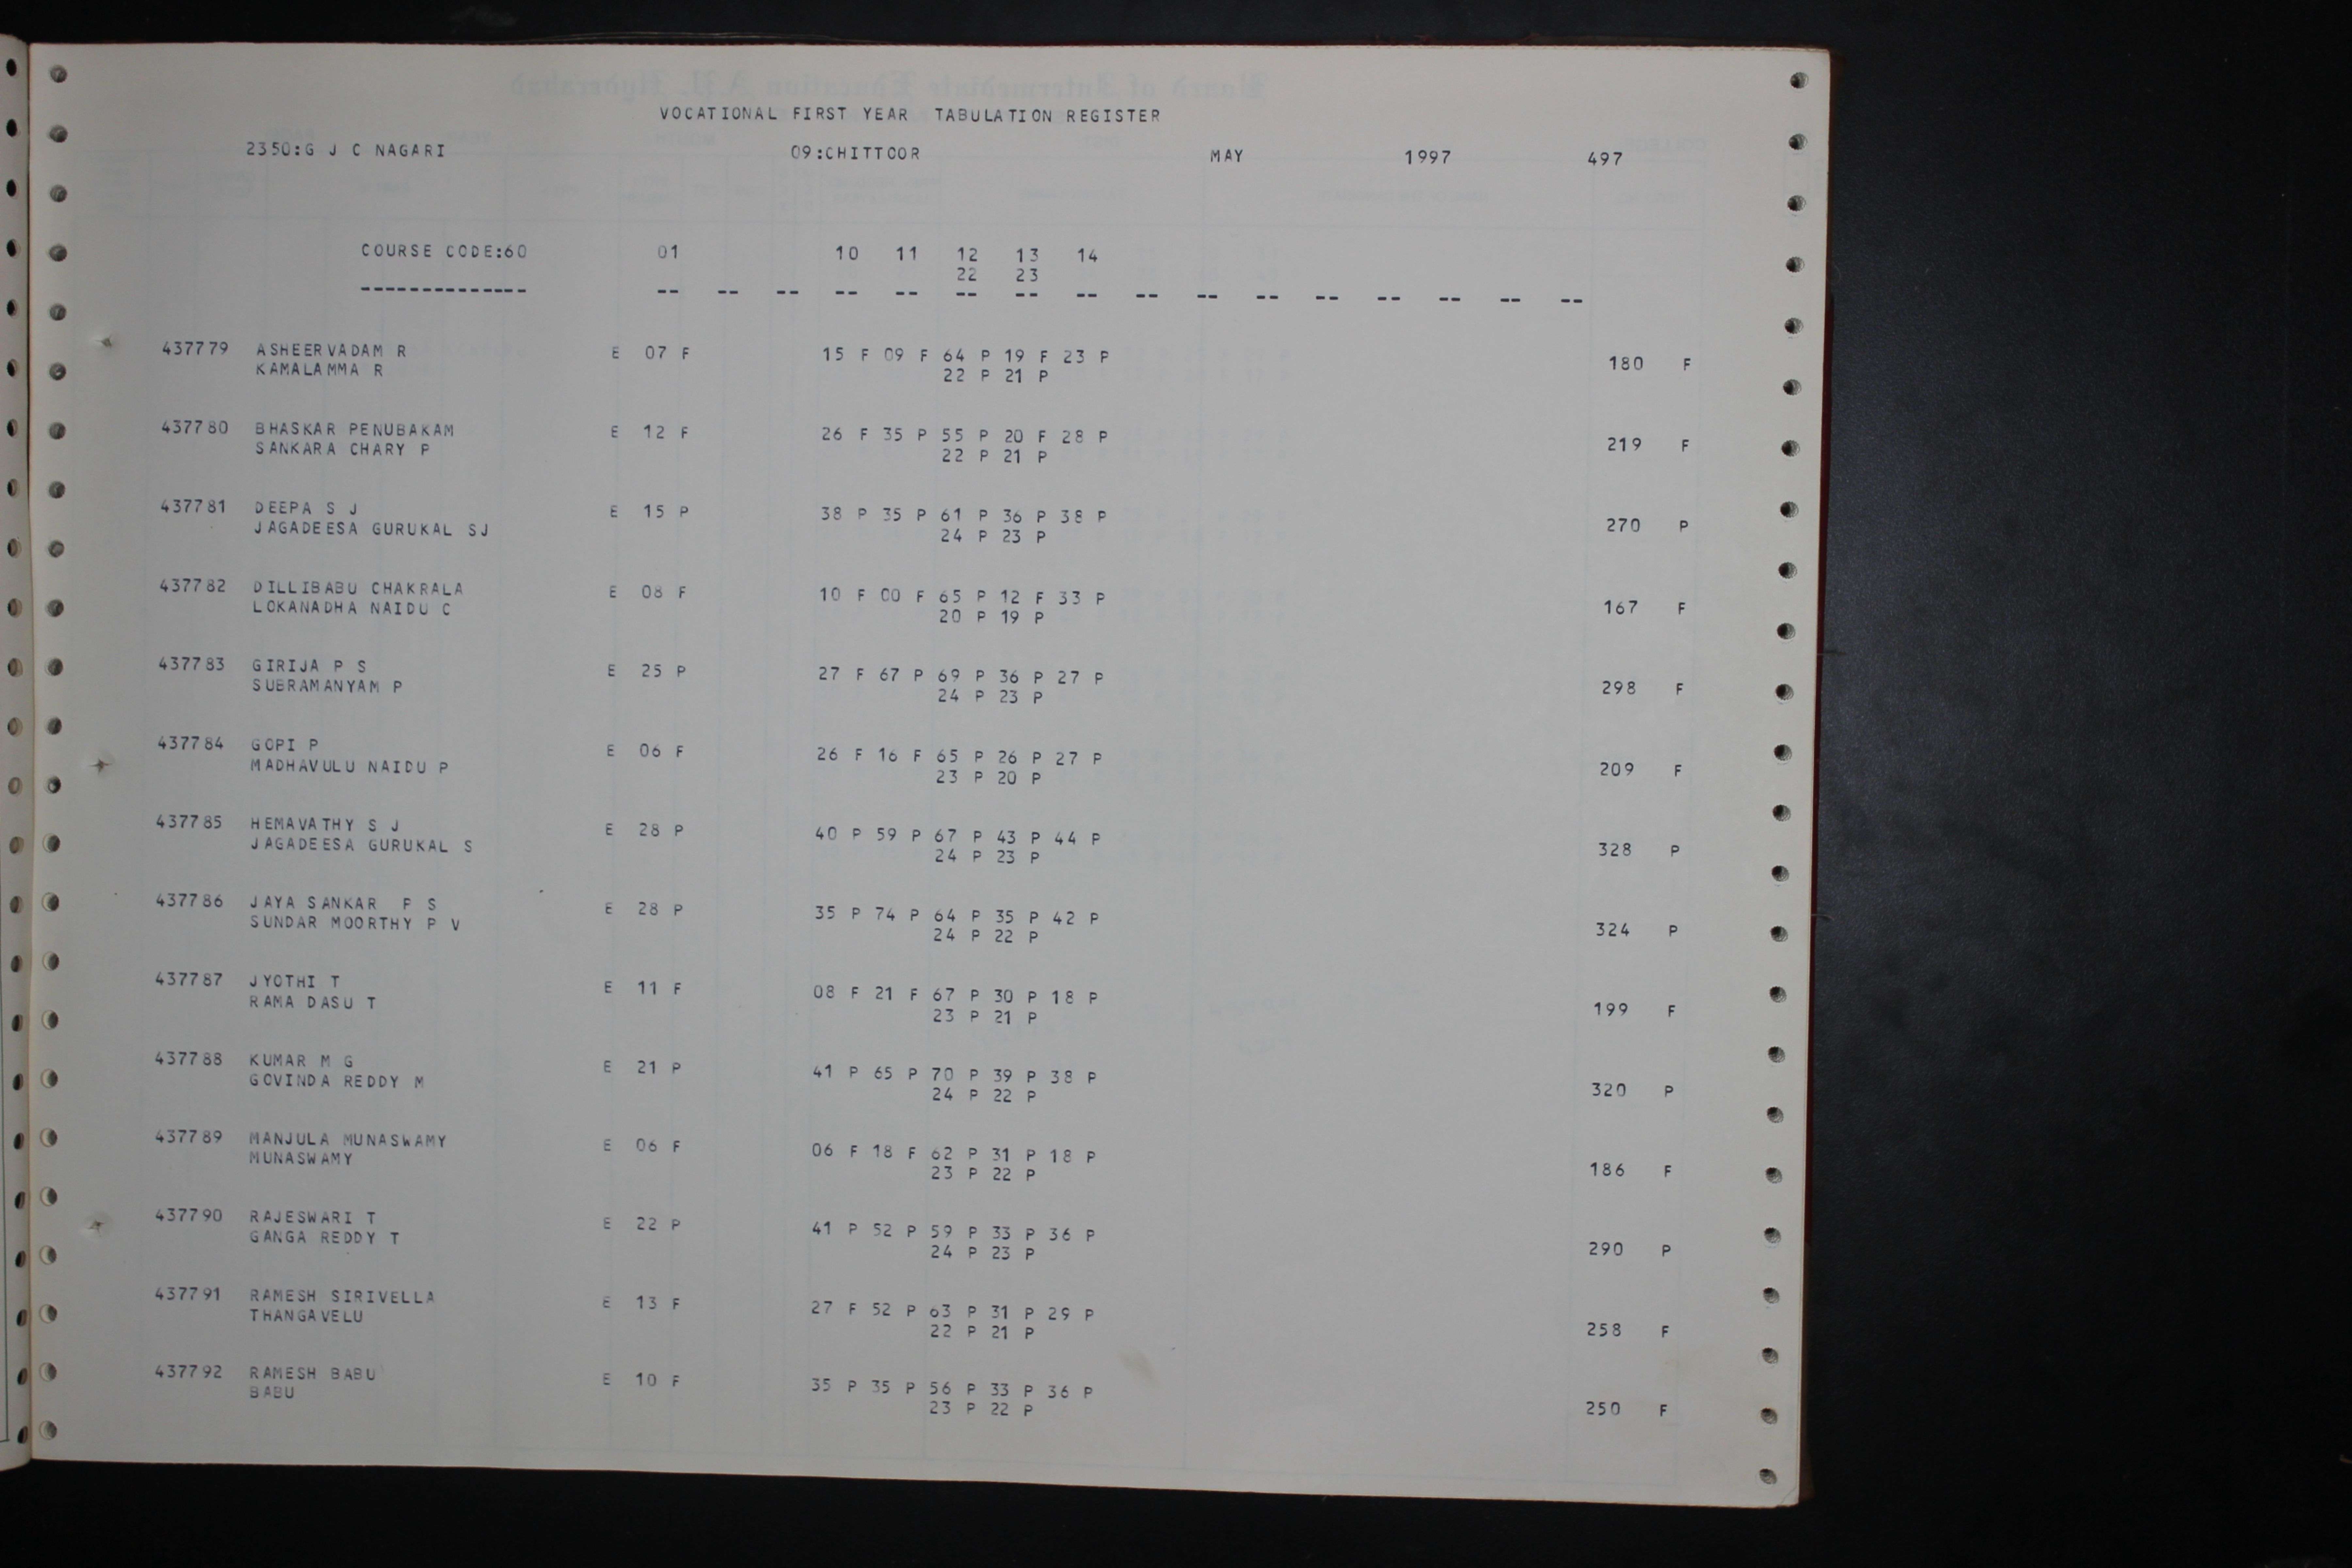 VOCATIONAL FIRST YEAR TABULATION REGISTER
2350:G J C NAGARI 09:CHITTOOR MAY 1997 497
COURSE CODE:60 01 10 11 12 13 14
22 23
-------------- -- -- -- -- -- -- -- -- -- -- -- -- -- -- -- --
437779 ASHEERVADAM R E 07 F 15 F 09 F 64 P 19 F 23 P 180 F
KAMALAMMA R 22 P 21 P
437780 BHASKAR PENUBAKAM E 12 F 26 F 35 P 55 P 20 F 28 P 219 F
SANKARA CHARY P 22 P 21 P
437781 DEEPA S J E 15 P 38 P 35 P 61 P 36 P 38 P 270 P
JAGADEESA GURUKAL SJ 24 P 23 P
437782 DILLIBABU CHAKRALA E 08 F 10 F 00 F 65 P 12 F 33 P 167 F
LOKANADHA NAIDU C 20 P 19 P
437783 GIRIJA P S E 25 P 27 F 67 P 69 P 36 P 27 P 298 F
SUBRAMANYAM P 24 P 23 P
437784 GOPI P E 06 F 26 F 16 F 65 P 26 P 27 P 209 F
MADHAVULU NAIDU P 23 P 20 P
437785 HEMAVATHY S J E 28 P 40 P 59 P 67 P 43 P 44 P 328 P
JAGADEESA GURUKAL S 24 P 23 P
437786 JAYA SANKAR P S E 28 P 35 P 74 P 64 P 35 P 42 P 324 P
SUNDAR MOORTHY P V 24 P 22 P
437787 JYOTHI T E 11 F 08 F 21 F 67 P 30 P 18 P 199 F
RAMA DASU T 23 P 21 P
437788 KUMAR M G E 21 P 41 P 65 P 70 P 39 P 38 P 320 P
GOVINDA REDDY M 24 P 22 P
437789 MANJULA MUNASWAMY E 06 F 06 F 18 F 62 P 31 P 18 P 186 F
MUNASWAMY 23 P 22 P
437790 RAJESWARI T E 22 P 41 P 52 P 59 P 33 P 36 P 290 P
GANGA REDDY T 24 P 23 P
437791 RAMESH SIRIVELLA E 13 F 27 F 52 P 63 P 31 P 29 P 258 F
THANGAVELU 22 P 21 P
437792 RAMESH BABU E 10 F 35 P 35 P 56 P 33 P 36 P 250 F
BABU 23 P 22 P